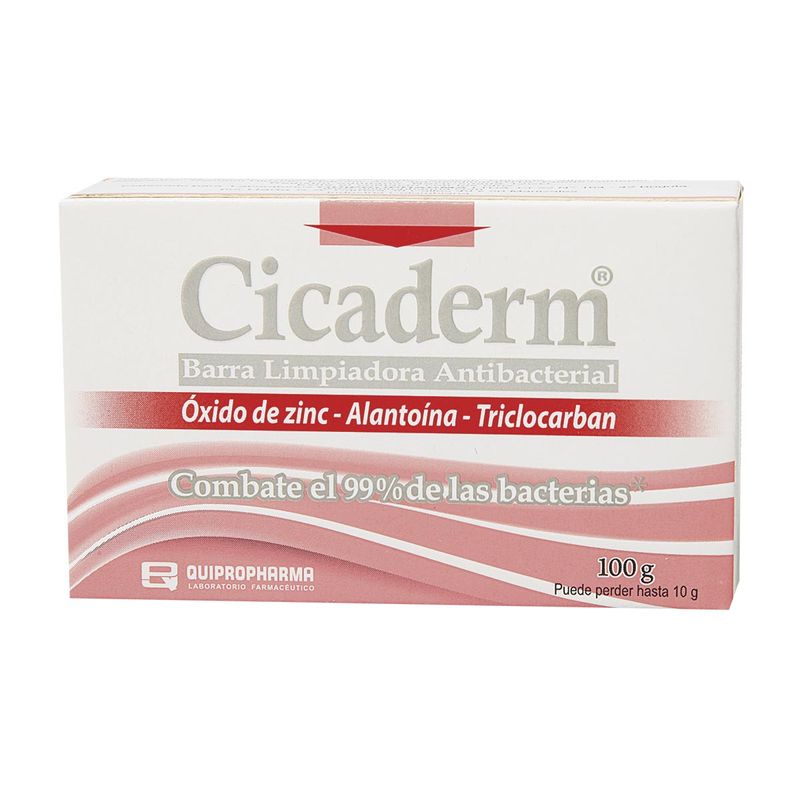 Cicaderm®
Barra Limpiadora Antibacterial
Óxido de zinc - Alantoína - Triclocarban
Combate el 99% de las bacterias*
QUIPROPHARMA
LABORATORIO FARMACÉUTICO
100 g
Puede perder hasta 10 g